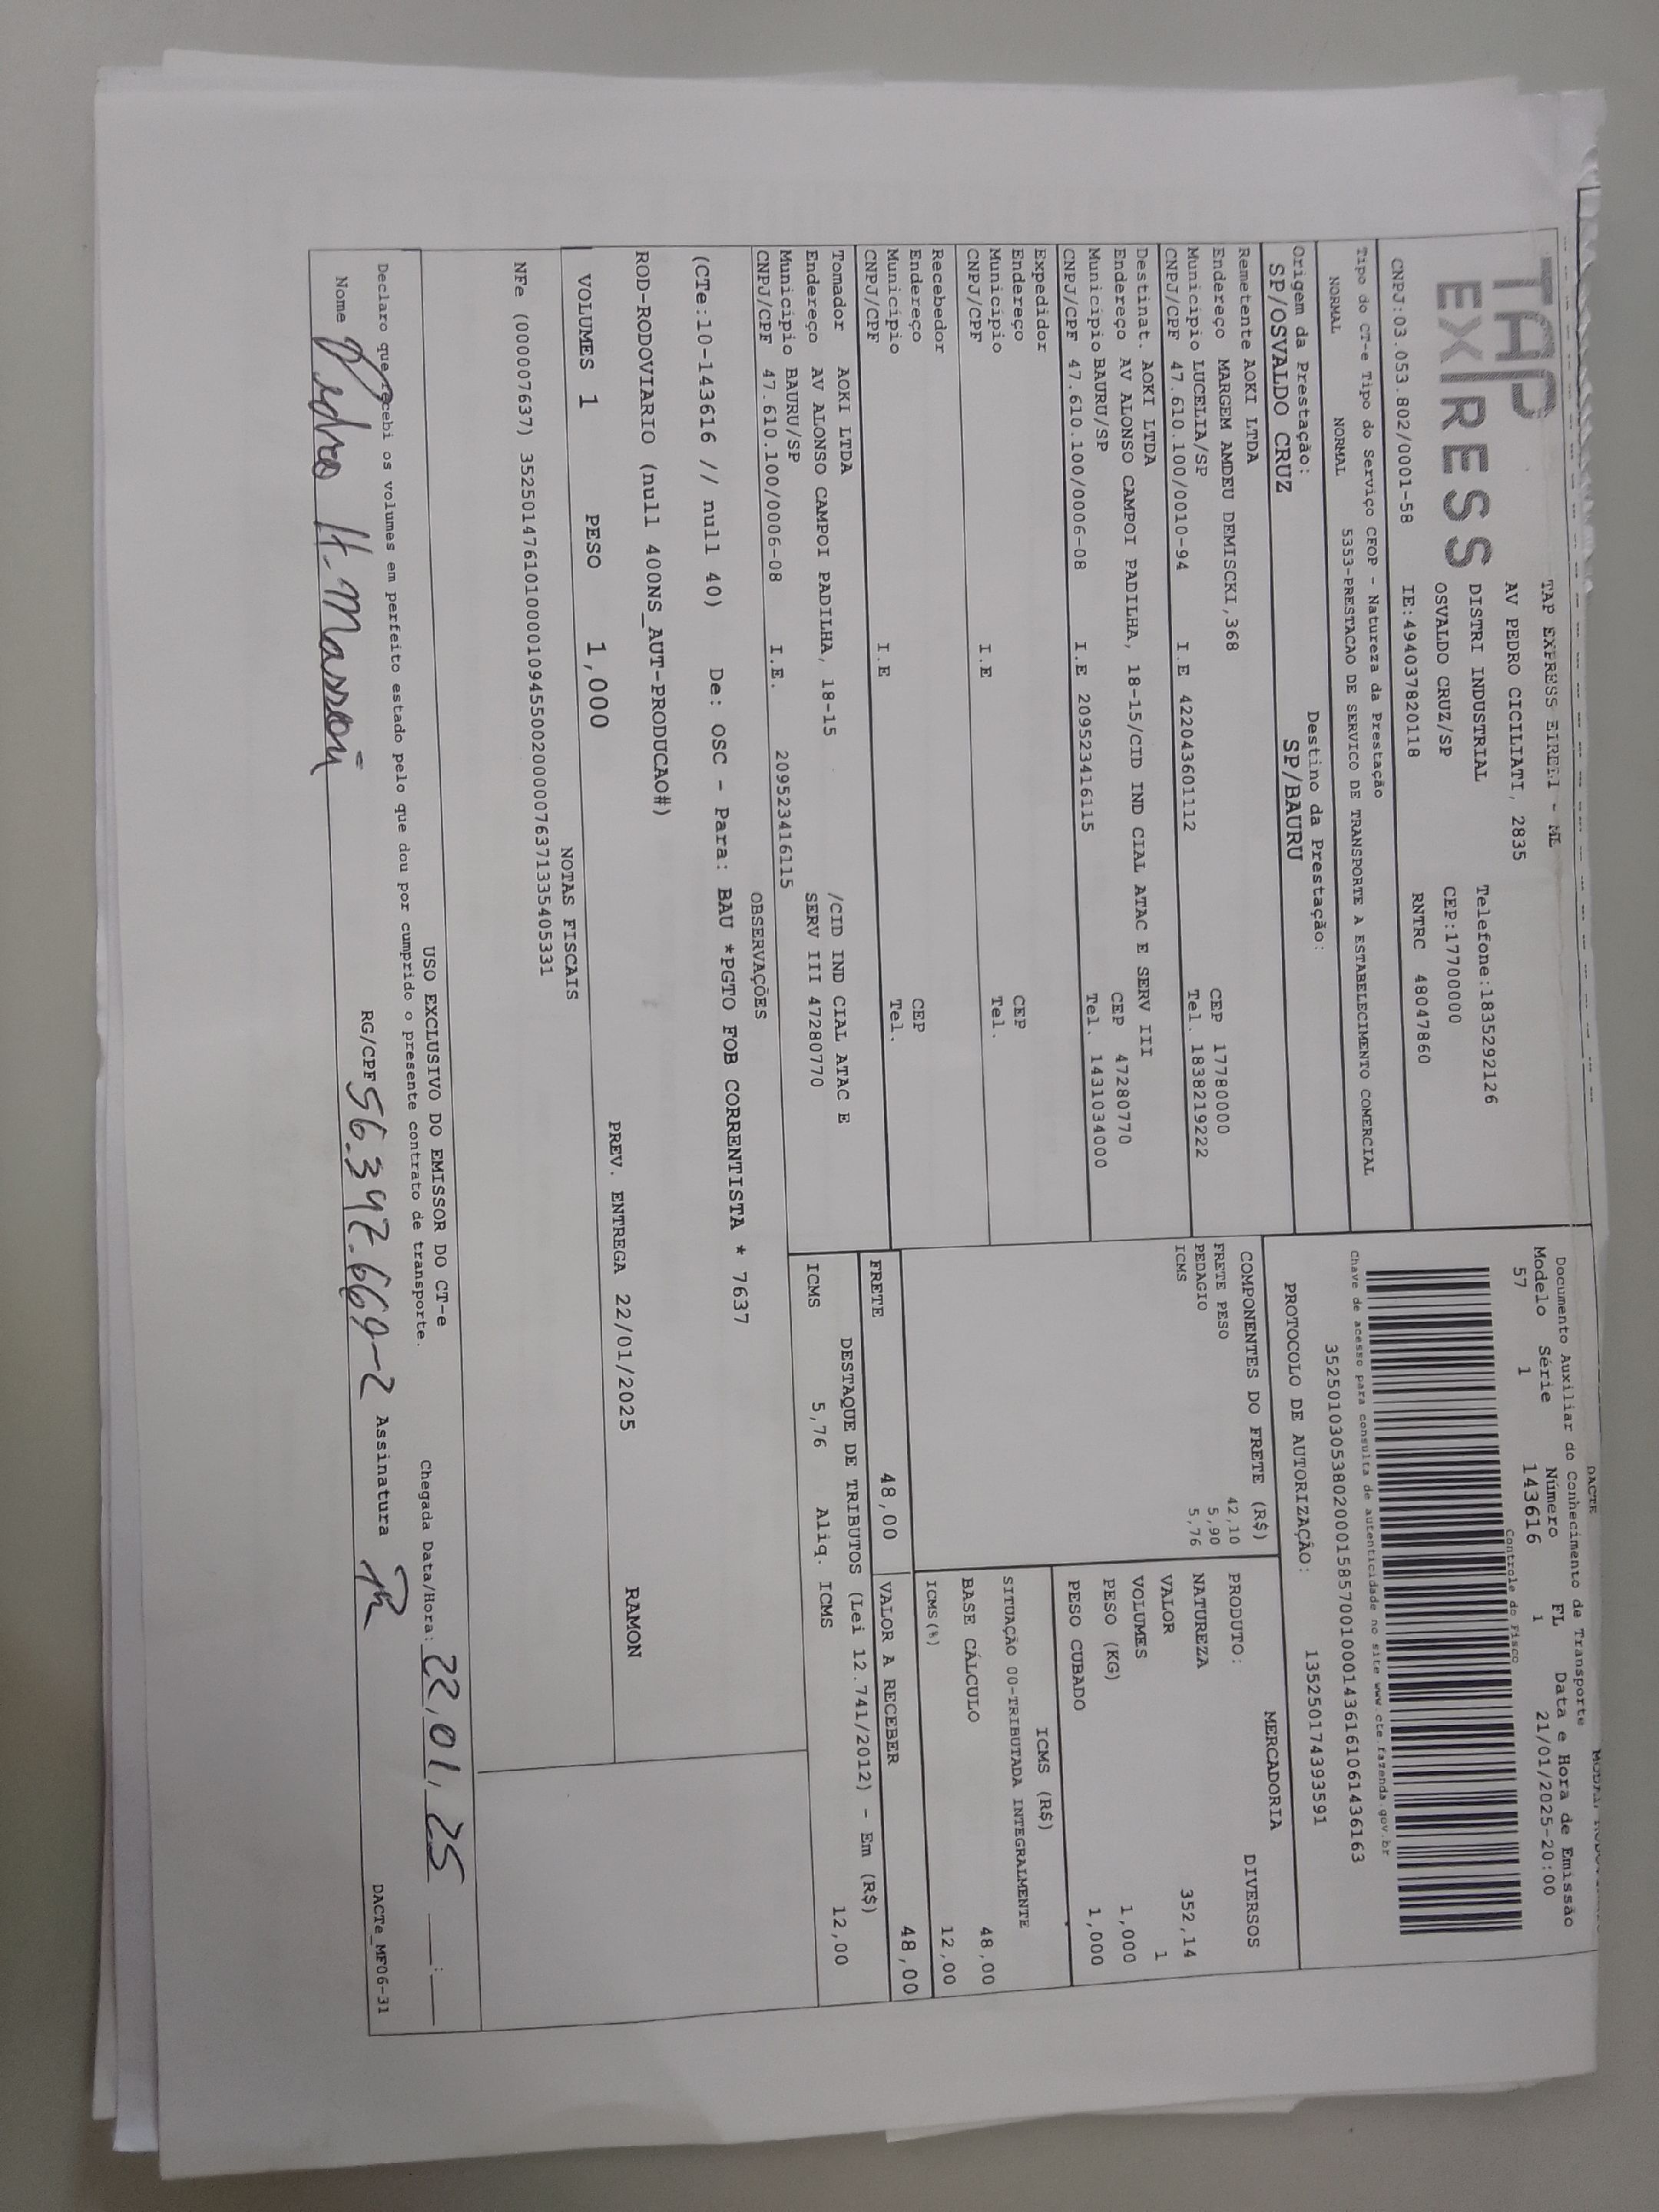 TAP
EXPRESS
TAP EXPRESS EIRELI - ME
AV PEDRO CICILIATI, 2835
DISTRI INDUSTRIAL
OSVALDO CRUZ/SP
Telefone:1835292126
CEP:17700000
CNPJ:03.053.802/0001-58 IE:494037820118 RNTRC 48047860
Tipo do CT-e Tipo do Serviço CFOP - Natureza da Prestação
NORMAL NORMAL 5353-PRESTACAO DE SERVICO DE TRANSPORTE A ESTABELECIMENTO COMERCIAL
Origem da Prestação: Destino da Prestação:
SP/OSVALDO CRUZ SP/BAURU
DACTE
Documento Auxiliar do Conhecimento de Transporte
Modelo Série Número FL Data e Hora de Emissão
57 1 143616 1 21/01/2025-20:00
Controle do Fisco
Chave de acesso para consulta de autenticidade no site www.cte.fazenda.gov.br
35250103053802000158570010001436161061436163
PROTOCOLO DE AUTORIZAÇÃO: 135250174393591
Remetente AOKI LTDA
Endereço MARGEM AMDEU DEMISCKI,368 CEP 17780000
Municipio LUCELIA/SP Tel. 1838219222
CNPJ/CPF 47.610.100/0010-94 I.E 422043601112
Destinat. AOKI LTDA
Endereço AV ALONSO CAMPOI PADILHA, 18-15/CID IND CIAL ATAC E SERV III
CEP 47280770
Municipio BAURU/SP Tel. 1431034000
CNPJ/CPF 47.610.100/0006-08 I.E 209523416115
Expedidor
Endereço CEP
Municipio Tel.
CNPJ/CPF I.E
Recebedor
Endereço CEP
Municipio Tel.
CNPJ/CPF I.E
Tomador AOKI LTDA
Endereço AV ALONSO CAMPOI PADILHA, 18-15 /CID IND CIAL ATAC E
SERV III 47280770
Municipio BAURU/SP
CNPJ/CPF 47.610.100/0006-08 I.E. 209523416115
COMPONENTES DO FRETE (R$)
FRETE PESO 42,10
PEDAGIO 5,90
ICMS 5,76
MERCADORIA
PRODUTO: DIVERSOS
NATUREZA
VALOR 352,14
VOLUMES 1
PESO (KG) 1,000
PESO CUBADO 1,000
ICMS (R$)
SITUAÇÃO 00-TRIBUTADA INTEGRALMENTE
BASE CÁLCULO 48,00
ICMS(%) 12,00
FRETE 48,00 VALOR A RECEBER 48,00
DESTAQUE DE TRIBUTOS (Lei 12.741/2012) - Em (R$)
ICMS 5,76 Aliq. ICMS 12,00
OBSERVAÇÕES
(CTe:10-143616 // null 40) De: OSC - Para: BAU *PGTO FOB CORRENTISTA * 7637
ROD-RODOVIARIO (null 400NS_AUT-PRODUCAO#)
VOLUMES 1 PESO 1,000 PREV. ENTREGA 22/01/2025 RAMON
NOTAS FISCAIS
NFe (000007637) 35250147610100001094550020000076371335405331
USO EXCLUSIVO DO EMISSOR DO CT-e
Declaro que recebi os volumes em perfeito estado pelo que dou por cumprido o presente contrato de transporte.
Chegada Data/Hora: 22,01,25 __:__
Nome Pedro H. Masson RG/CPF 56.392.669-2 Assinatura
DACTe_MF06-31